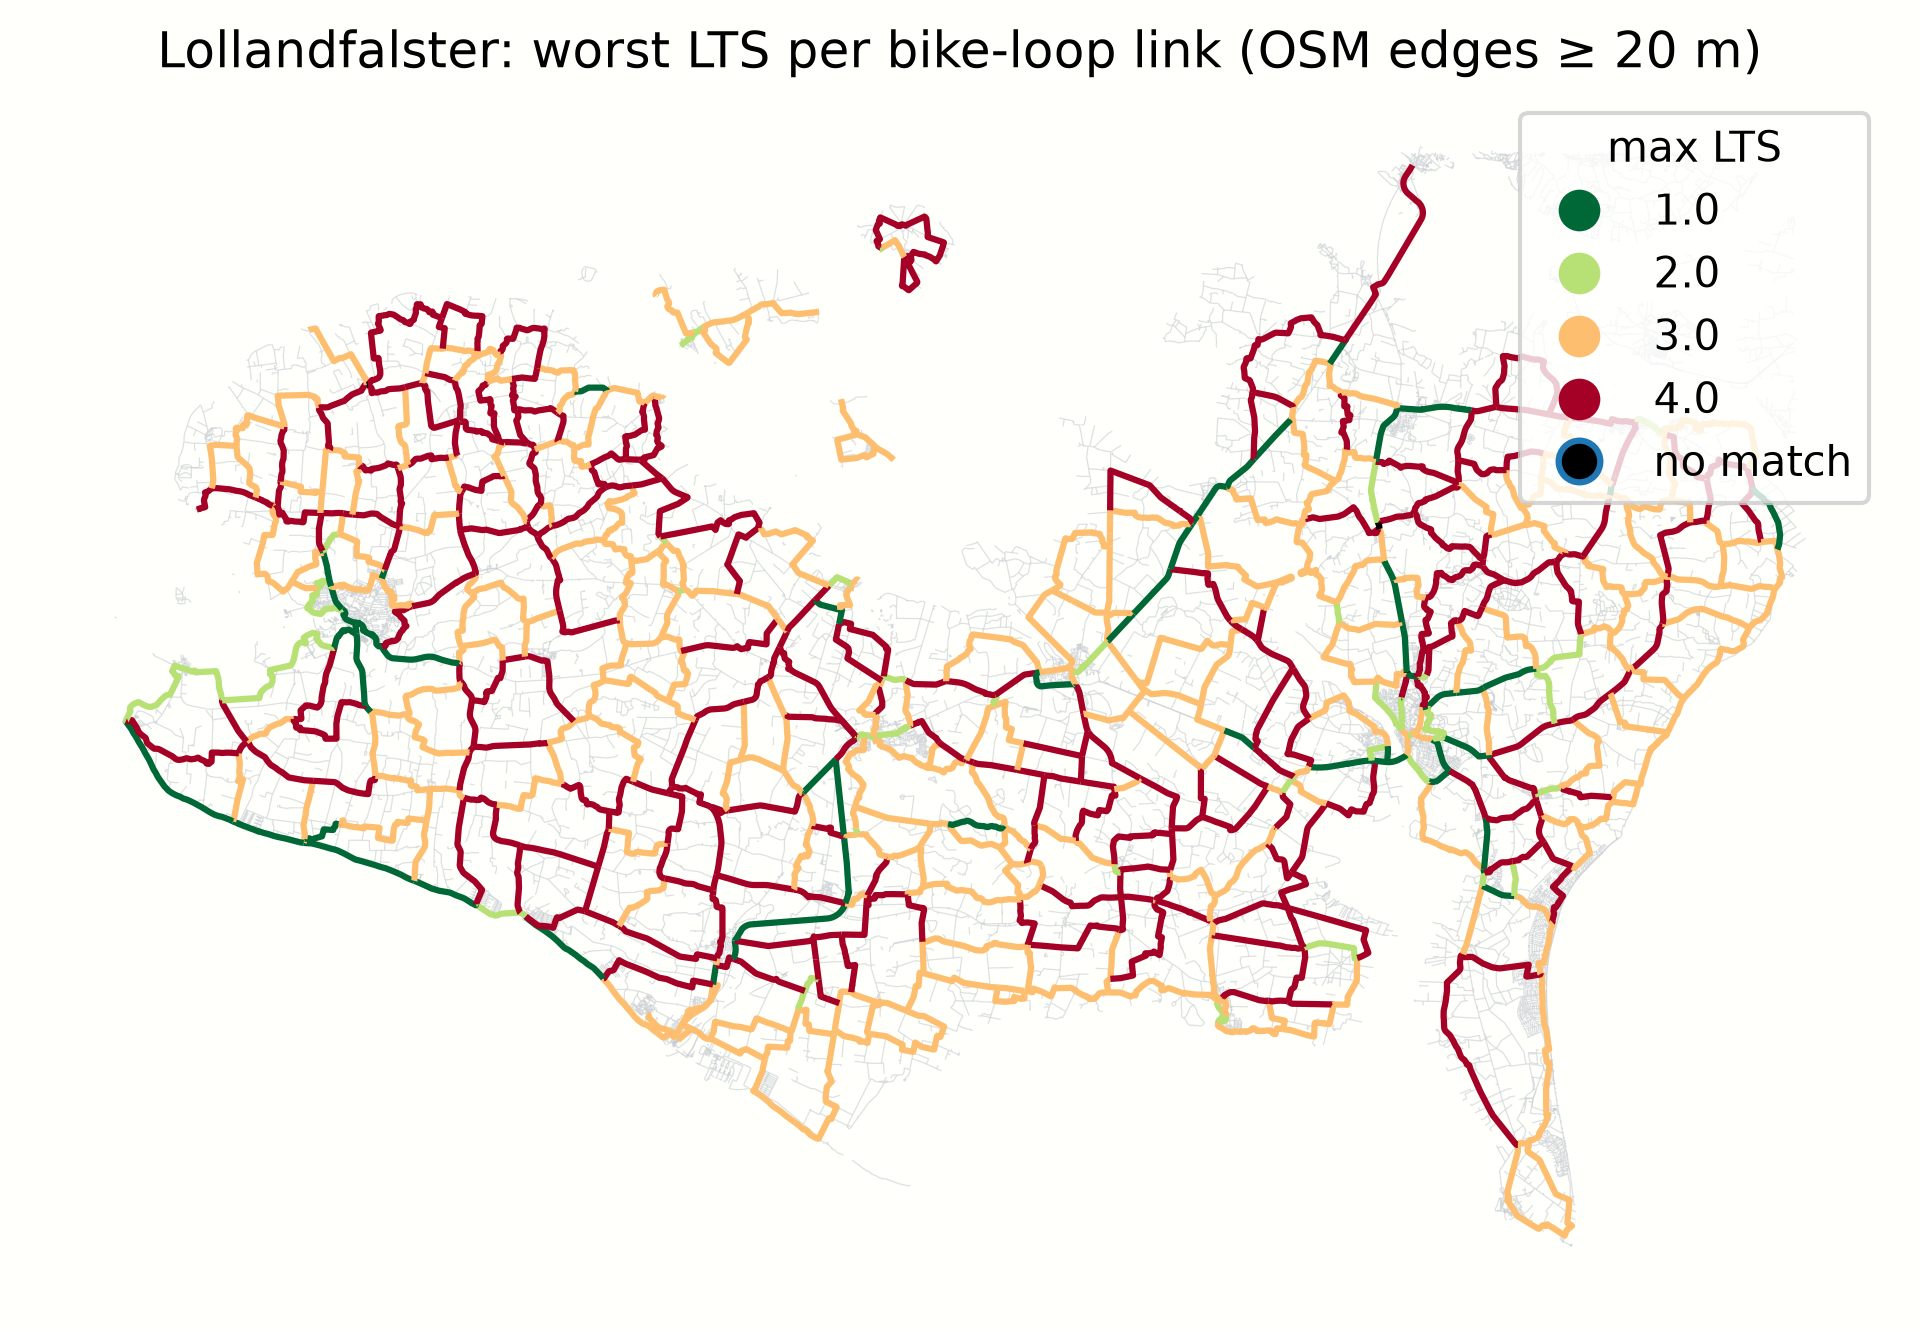 Lollandfalster: worst LTS per bike-loop link (OSM edges ≥ 20 m)
max LTS
1.0
2.0
3.0
4.0
no match